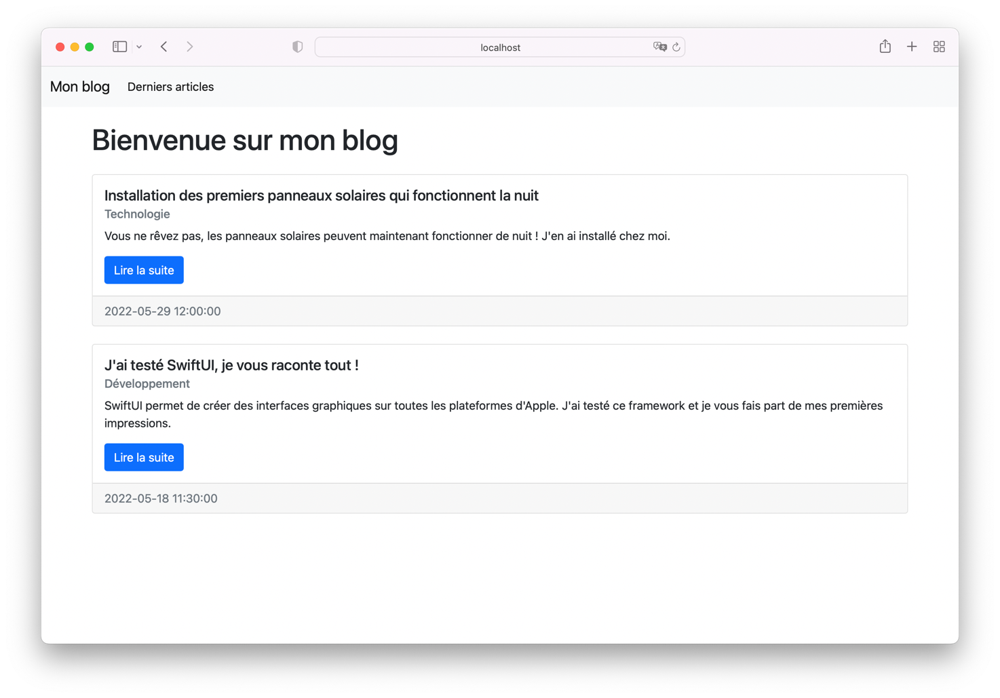 localhost
Mon blog Derniers articles
Bienvenue sur mon blog
Installation des premiers panneaux solaires qui fonctionnent la nuit
Technologie
Vous ne rêvez pas, les panneaux solaires peuvent maintenant fonctionner de nuit ! J'en ai installé chez moi.
Lire la suite
2022-05-29 12:00:00
J'ai testé SwiftUI, je vous raconte tout !
Développement
SwiftUI permet de créer des interfaces graphiques sur toutes les plateformes d'Apple. J'ai testé ce framework et je vous fais part de mes premières
impressions.
Lire la suite
2022-05-18 11:30:00